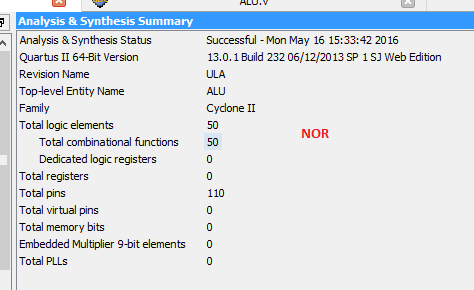 ALU.v
Analysis & Synthesis Summary
Analysis & Synthesis Status Successful - Mon May 16 15:33:42 2016
Quartus II 64-Bit Version 13.0.1 Build 232 06/12/2013 SP 1 SJ Web Edition
Revision Name ULA
Top-level Entity Name ALU
Family Cyclone II
Total logic elements 50
Total combinational functions 50
NOR
Dedicated logic registers 0
Total registers 0
Total pins 110
Total virtual pins 0
Total memory bits 0
Embedded Multiplier 9-bit elements 0
Total PLLs 0